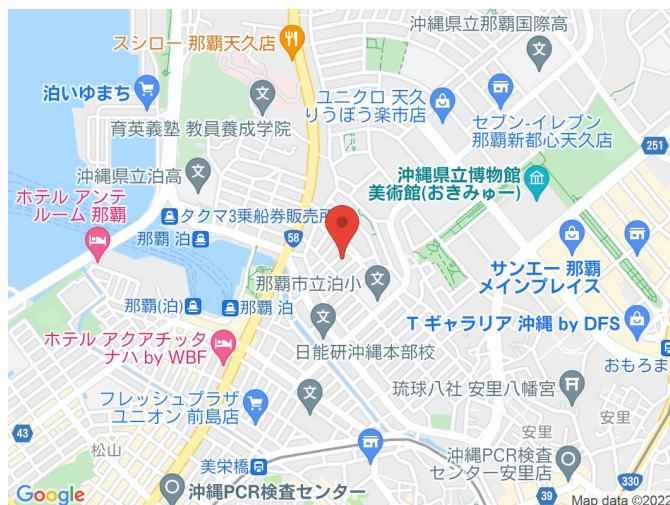 沖縄県立那覇国際高
スシロー 那覇天久店
泊いゆまち
ユニクロ 天久
りうぼう楽市店
育英義塾 教員養成学院
セブン-イレブン
那覇新都心天久店
251
沖縄県立泊高
沖縄県立博物館
美術館(おきみゅー)
ホテル アンテ
ルーム 那覇
タクマ3乗船券販売所
58
那覇 泊
サンエー 那覇
メインプレイス
那覇市立泊小
那覇(泊)
那覇 泊
T ギャラリア 沖縄 by DFS
ホテル アクアチッタ
ナハ by WBF
日能研沖縄本部校
おもろま
琉球八社 安里八幡宮
フレッシュプラザ
ユニオン 前島店
43
松山
安里
安里
沖縄PCR検査
センター安里店
美栄橋
330
沖縄PCR検査センター
39
Google
Map data ©2022